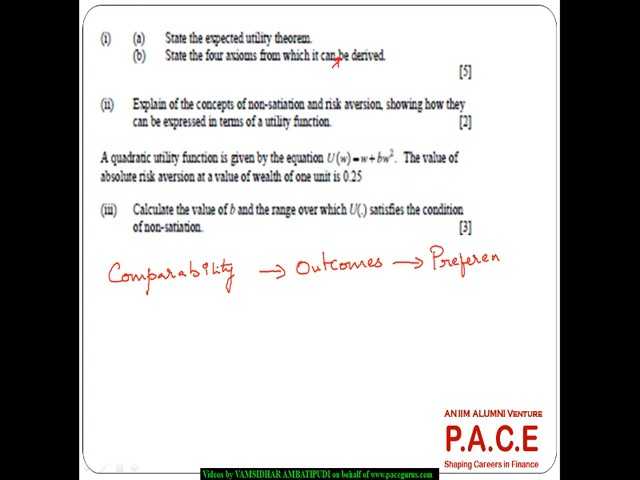 (i) (a) State the expected utility theorem.
(b) State the four axioms from which it can be derived.
[5]
(ii) Explain of the concepts of non-satiation and risk aversion, showing how they
can be expressed in terms of a utility function. [2]
A quadratic utility function is given by the equation U(w)=w+bw². The value of
absolute risk aversion at a value of wealth of one unit is 0.25
(iii) Calculate the value of b and the range over which U(.) satisfies the condition
of non-satiation. [3]
Comparability → Outcomes → Preferen
AN IIM ALUMNI VENTURE
P.A.C.E
Shaping Careers in Finance
Videos by VAMSIDHAR AMBATIPUDI on behalf of www.pacegurus.com